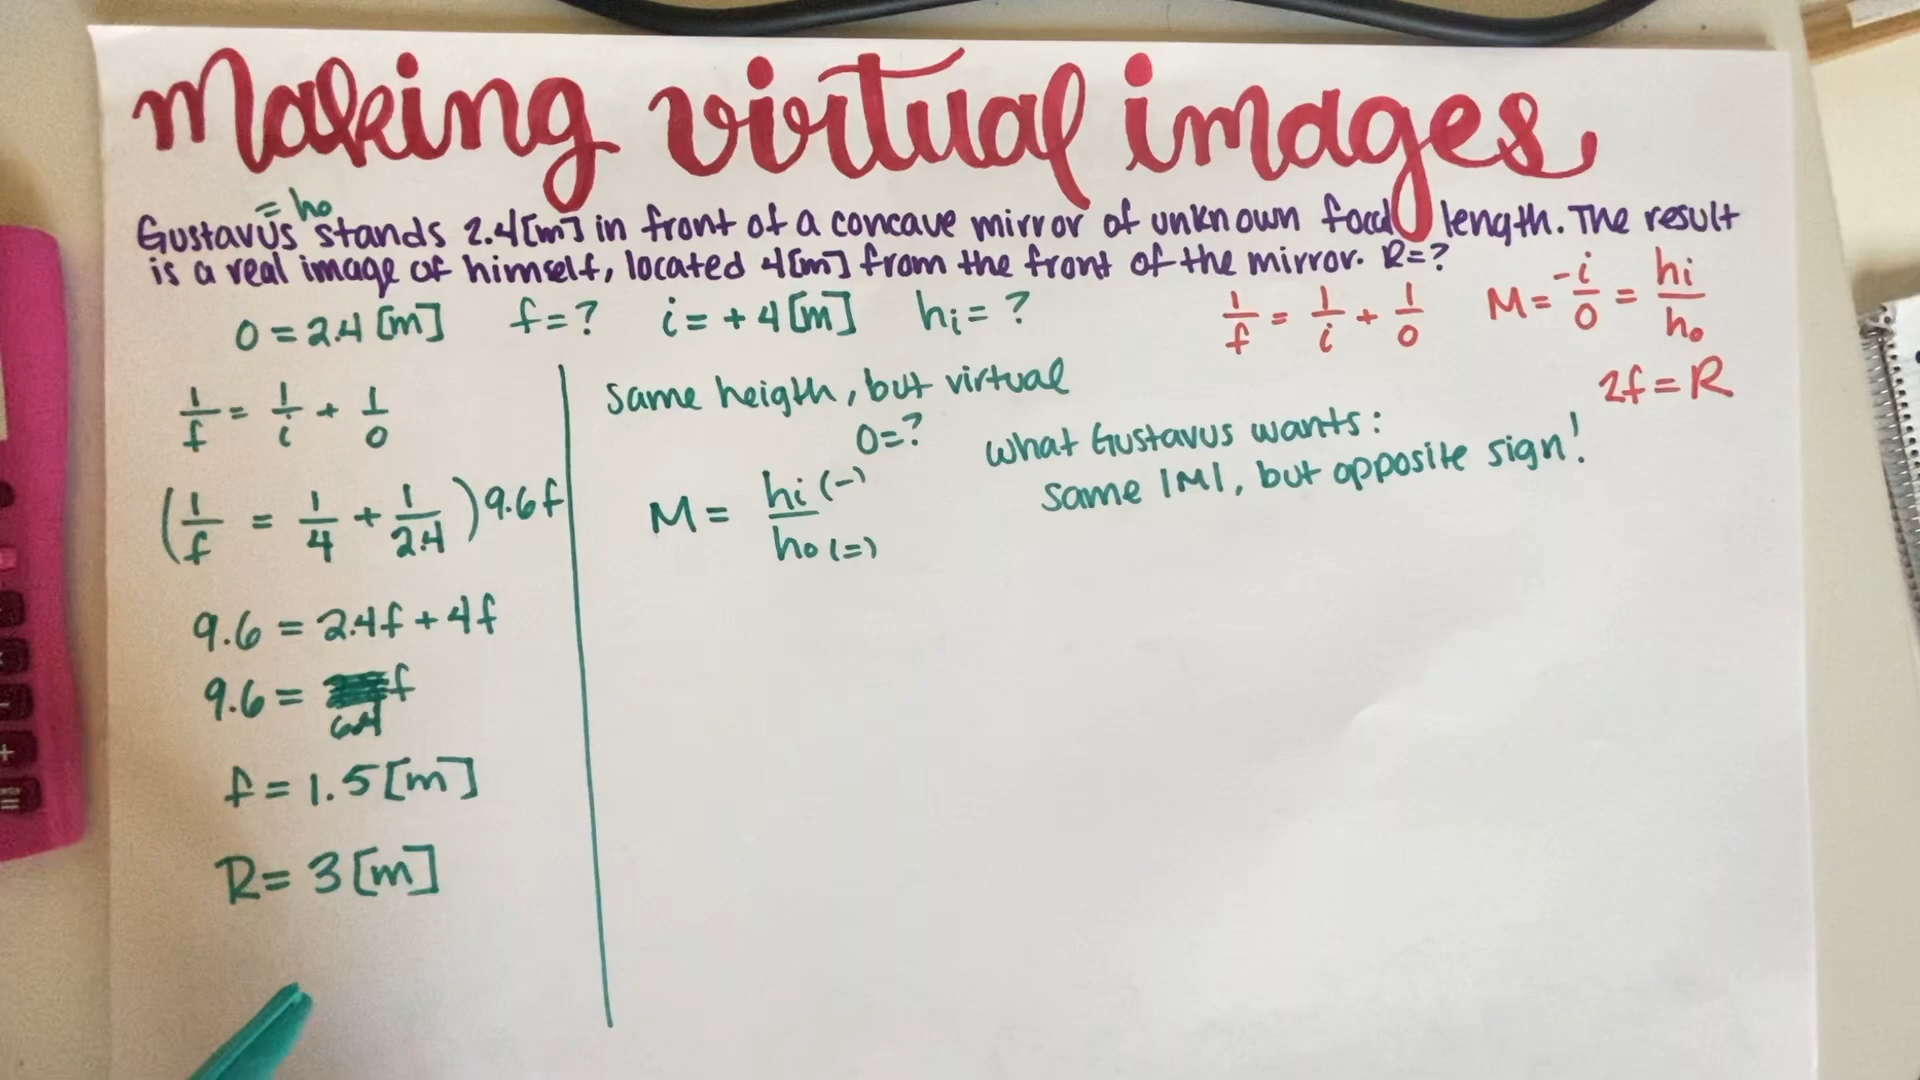 Making virtual images
= ho
Gustavus stands 2.4[m] in front of a concave mirror of unknown focal length. The result
is a real image of himself, located 4[m] from the front of the mirror. R=?
o = 2.4 [m] f = ? i = + 4 [m] hi = ?
1/f = 1/i + 1/o M = -i/o = hi/ho
2f = R
1/f = 1/i + 1/o
(1/f = 1/4 + 1/2.4) 9.6f
9.6 = 2.4f + 4f
9.6 = f
6.4
f = 1.5 [m]
R = 3 [m]
same heigth, but virtual
o = ?
M = hi (-) / ho (=)
what Gustavus wants:
same |M|, but opposite sign!
+
=